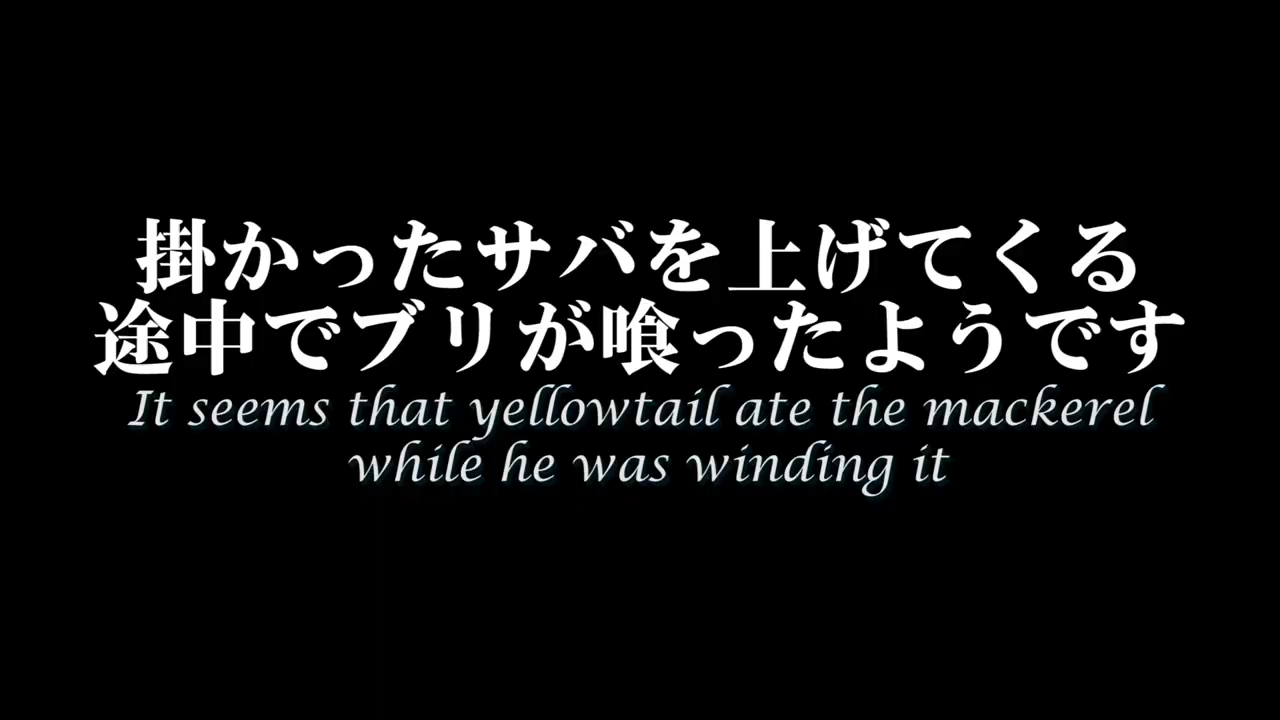 掛かったサバを上げてくる
途中でブリが喰ったようです
It seems that yellowtail ate the mackerel
while he was winding it